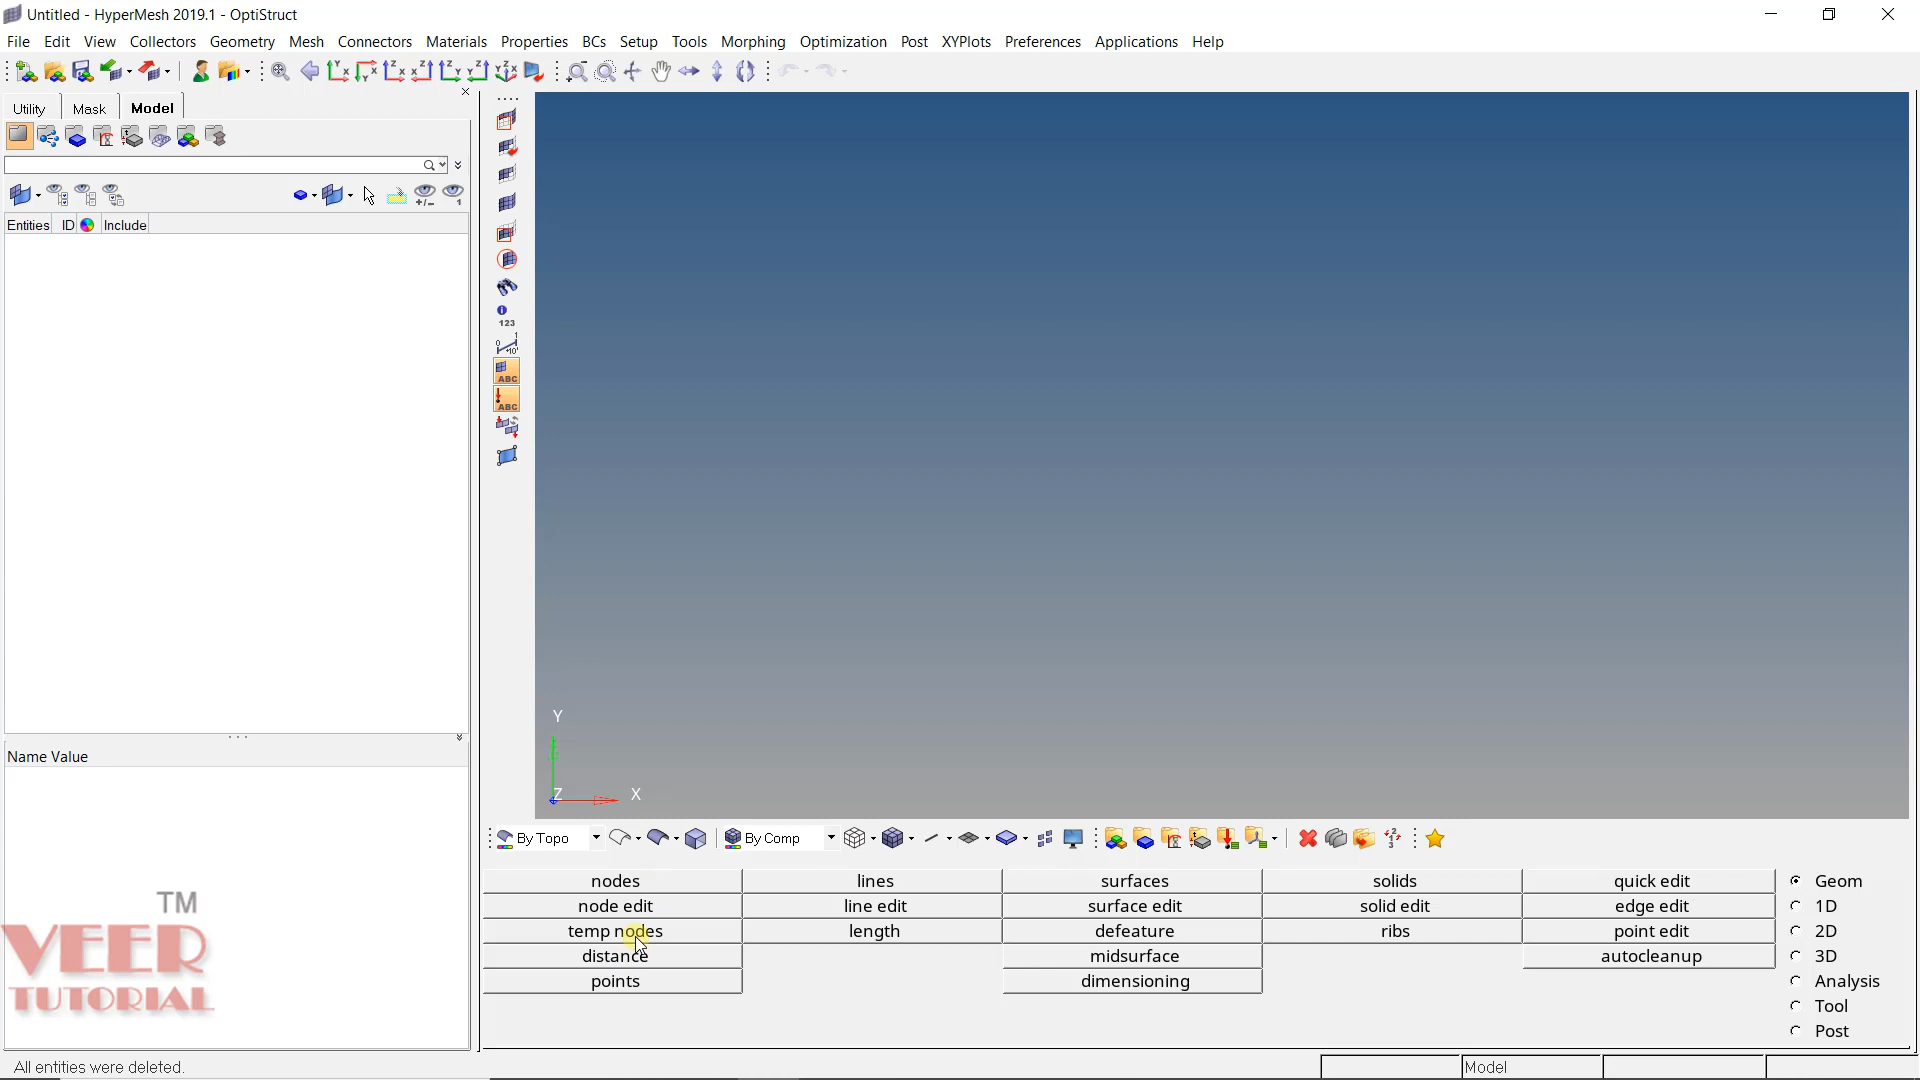 Untitled - HyperMesh 2019.1 - OptiStruct
File Edit View Collectors Geometry Mesh Connectors Materials Properties BCs Setup Tools Morphing Optimization Post XYPlots Preferences Applications Help
Utility Mask Model
Entities ID Include
Name Value
123
ABC
ABC
Y
Z X
By Topo By Comp
nodes lines surfaces solids quick edit Geom
node edit line edit surface edit solid edit edge edit 1D
temp nodes length defeature ribs point edit 2D
distance midsurface autocleanup 3D
points dimensioning Analysis
Tool
Post
TM
VEER
TUTORIAL
All entities were deleted. Model